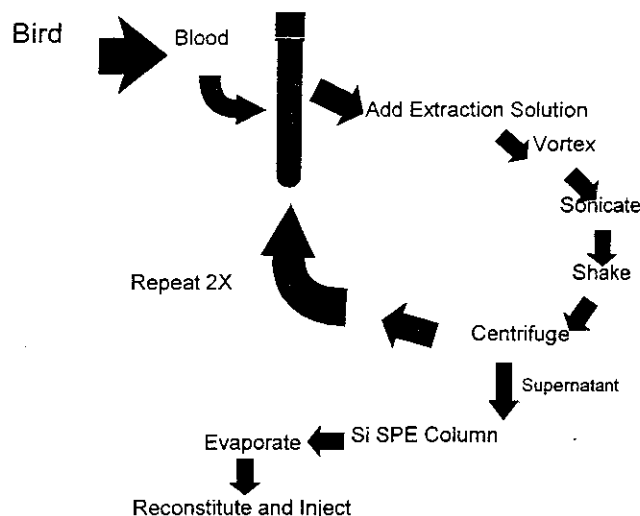 Bird
Blood
Add Extraction Solution
Vortex
Sonicate
Shake
Repeat 2X
Centrifuge
Supernatant
Si SPE Column
Evaporate
Reconstitute and Inject